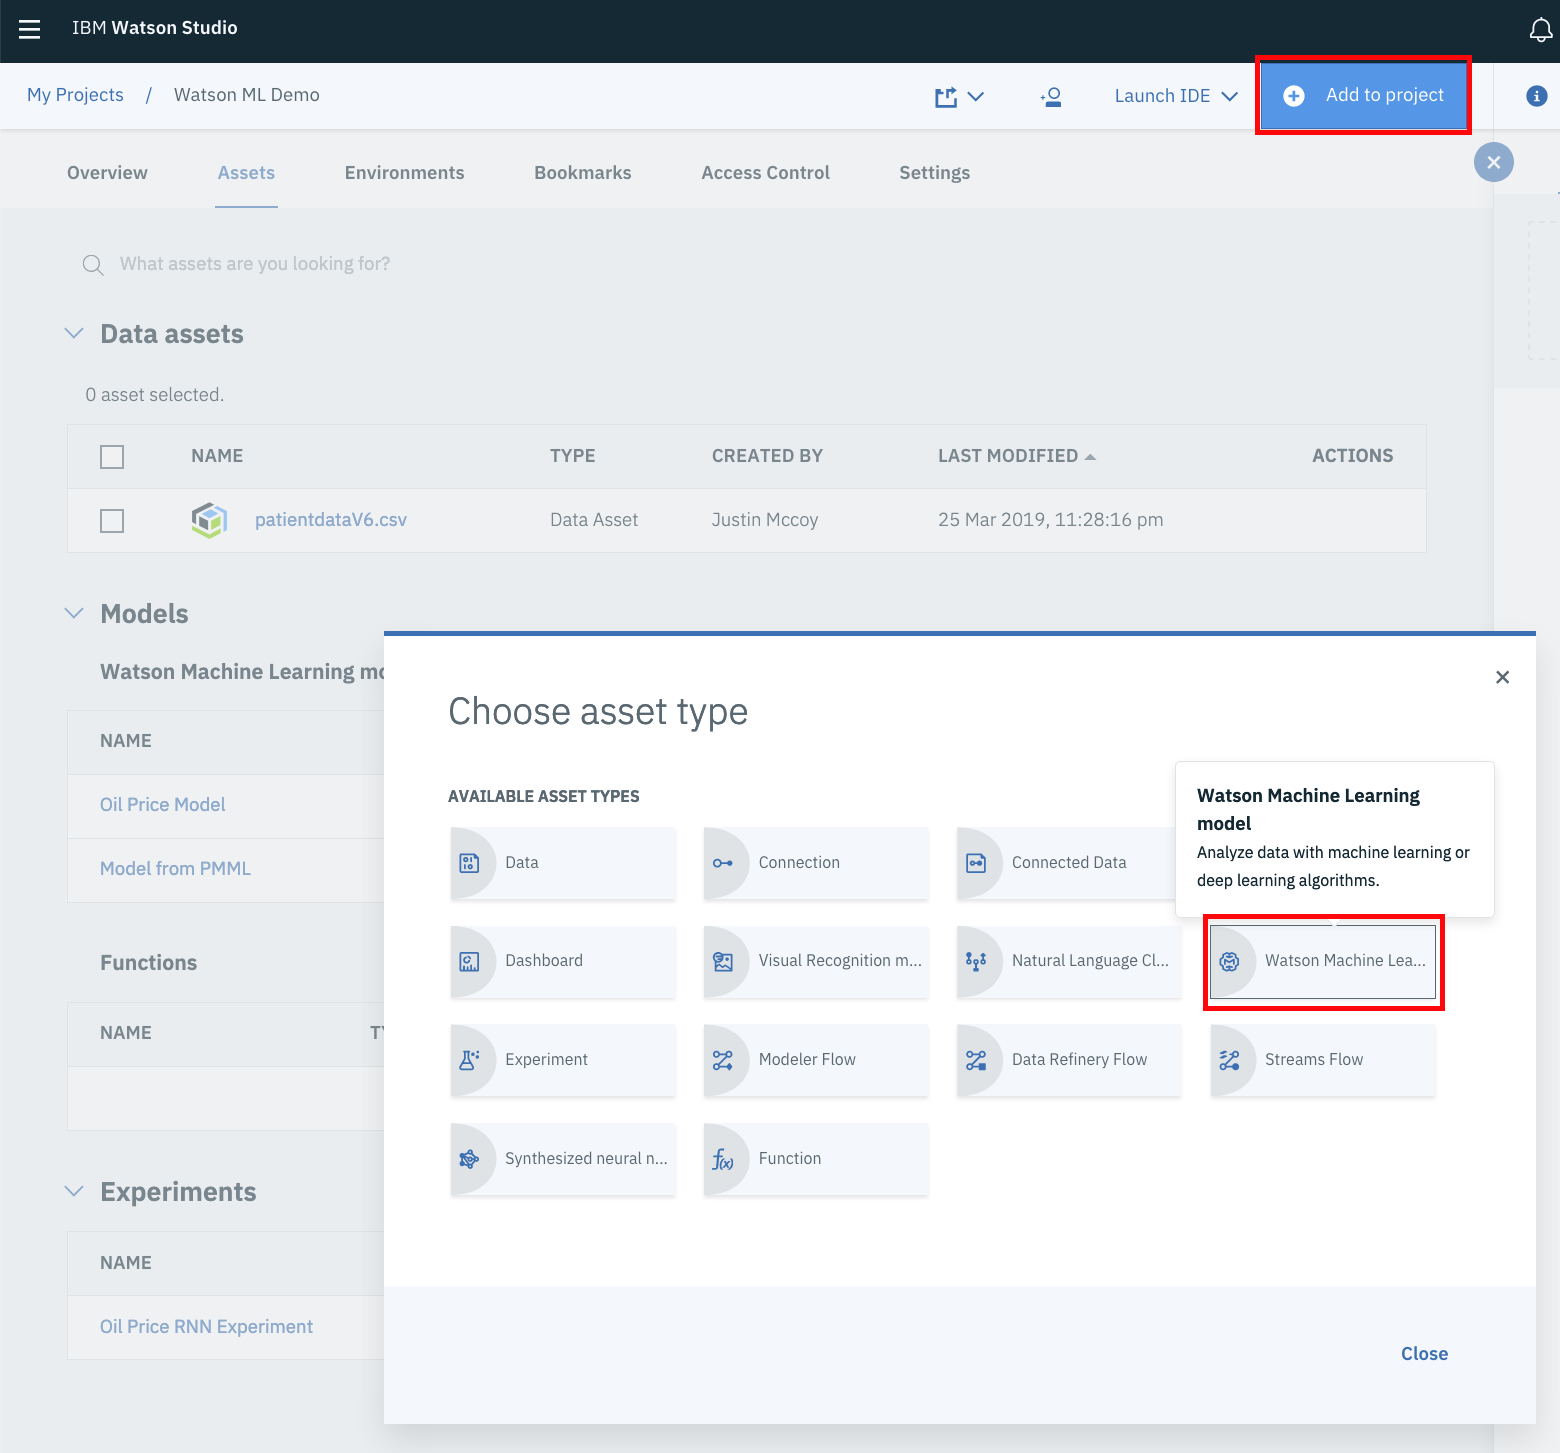 IBM Watson Studio
My Projects / Watson ML Demo
Launch IDE
Add to project
Overview
Assets
Environments
Bookmarks
Access Control
Settings
What assets are you looking for?
Data assets
0 asset selected.
NAME TYPE CREATED BY LAST MODIFIED ACTIONS
patientdataV6.csv Data Asset Justin Mccoy 25 Mar 2019, 11:28:16 pm
Models
Watson Machine Learning
NAME
Oil Price Model
Model from PMML
Functions
NAME
Experiments
NAME
Oil Price RNN Experiment
Choose asset type
AVAILABLE ASSET TYPES
Watson Machine Learning
model
Analyze data with machine learning or
deep learning algorithms.
Data
Connection
Connected Data
Dashboard
Visual Recognition m...
Natural Language Cl...
Watson Machine Lea...
Experiment
Modeler Flow
Data Refinery Flow
Streams Flow
Synthesized neural n...
f(x)
Function
Close